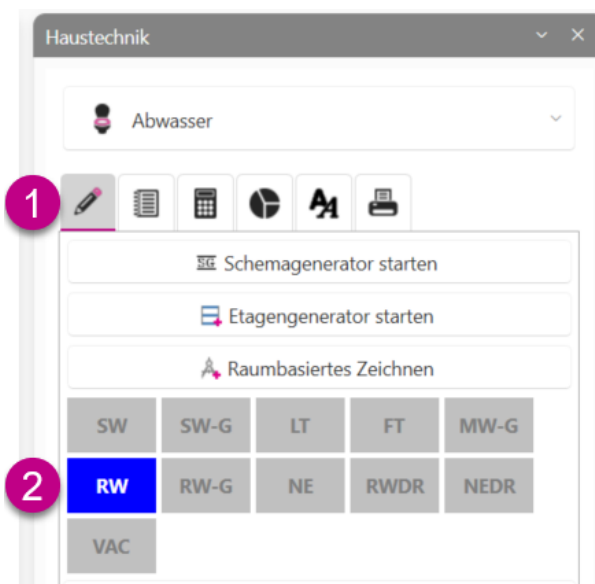 Haustechnik
Abwasser
1
SG Schemagenerator starten
Etagengenerator starten
Raumbasiertes Zeichnen
SW SW-G LT FT MW-G
2 RW RW-G NE RWDR NEDR
VAC